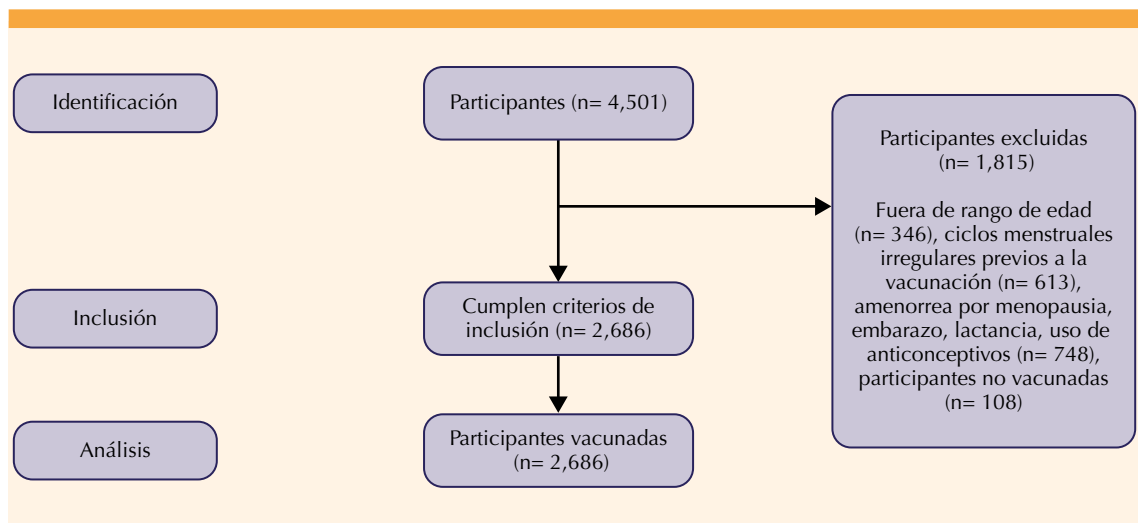 Identificación
Participantes (n= 4,501)
Participantes excluidas
(n= 1,815)
Fuera de rango de edad
(n= 346), ciclos menstruales
irregulares previos a la
vacunación (n= 613),
amenorrea por menopausia,
embarazo, lactancia, uso de
anticonceptivos (n= 748),
participantes no vacunadas
(n= 108)
Inclusión
Cumplen criterios de
inclusión (n= 2,686)
Análisis
Participantes vacunadas
(n= 2,686)